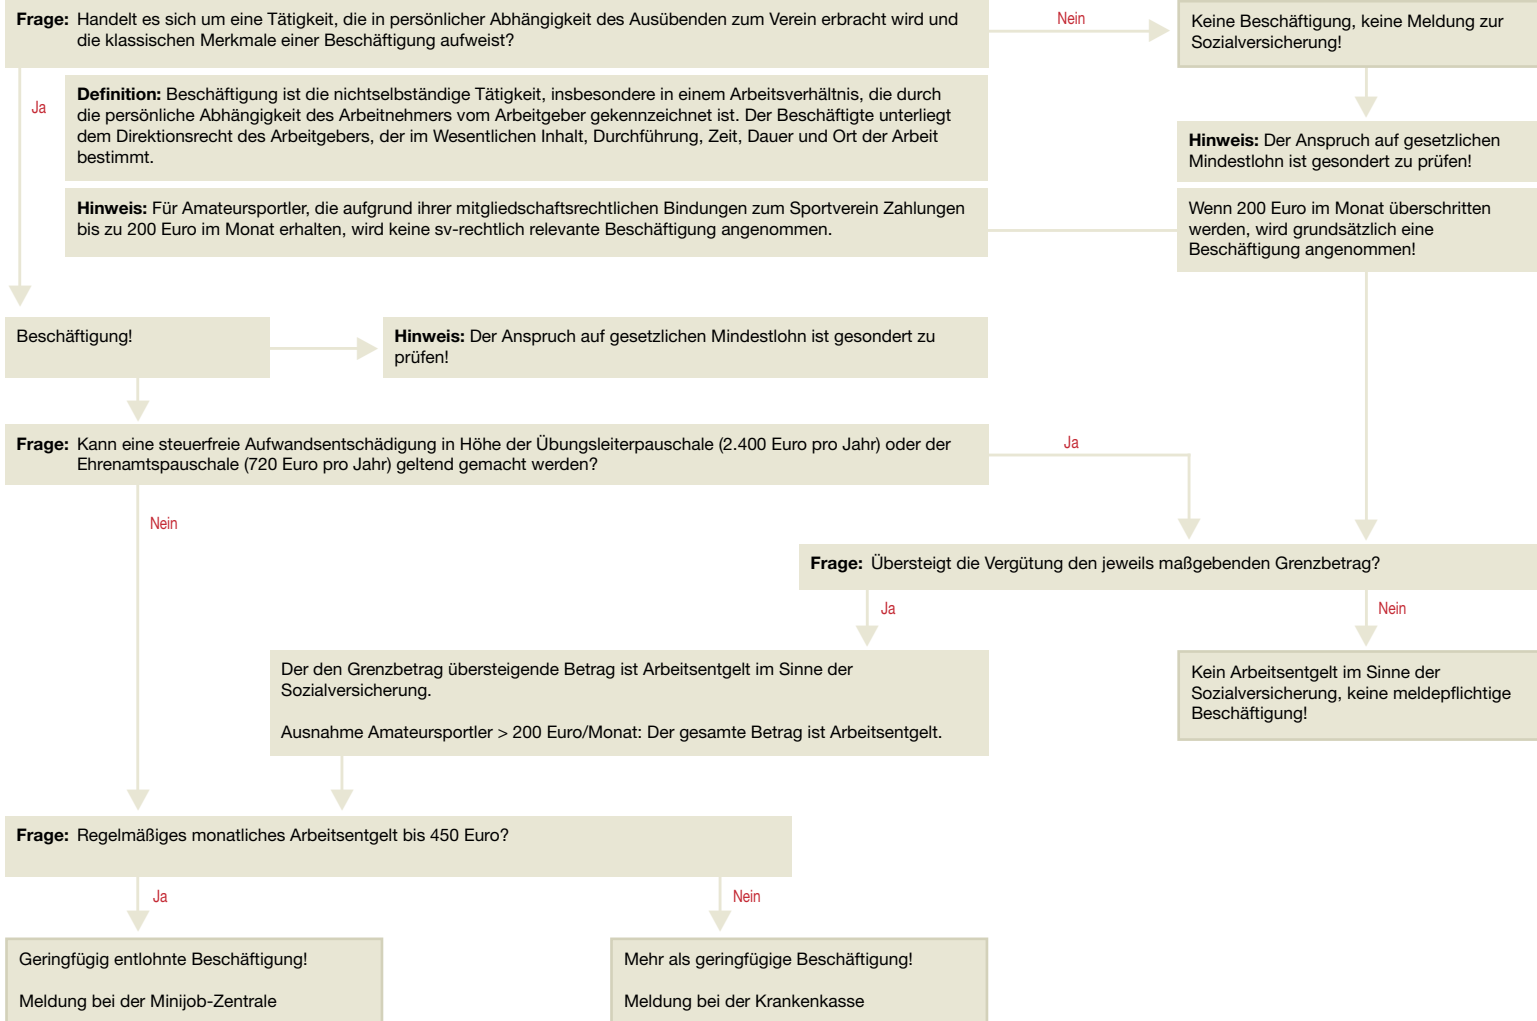 Frage: Handelt es sich um eine Tätigkeit, die in persönlicher Abhängigkeit des Ausübenden zum Verein erbracht wird und
die klassischen Merkmale einer Beschäftigung aufweist?
Nein
Keine Beschäftigung, keine Meldung zur
Sozialversicherung!
Ja
Definition: Beschäftigung ist die nichtselbständige Tätigkeit, insbesondere in einem Arbeitsverhältnis, die durch
die persönliche Abhängigkeit des Arbeitnehmers vom Arbeitgeber gekennzeichnet ist. Der Beschäftigte unterliegt
dem Direktionsrecht des Arbeitgebers, der im Wesentlichen Inhalt, Durchführung, Zeit, Dauer und Ort der Arbeit
bestimmt.
Hinweis: Der Anspruch auf gesetzlichen
Mindestlohn ist gesondert zu prüfen!
Hinweis: Für Amateursportler, die aufgrund ihrer mitgliedschaftsrechtlichen Bindungen zum Sportverein Zahlungen
bis zu 200 Euro im Monat erhalten, wird keine sv-rechtlich relevante Beschäftigung angenommen.
Wenn 200 Euro im Monat überschritten
werden, wird grundsätzlich eine
Beschäftigung angenommen!
Beschäftigung!
Hinweis: Der Anspruch auf gesetzlichen Mindestlohn ist gesondert zu
prüfen!
Frage: Kann eine steuerfreie Aufwandsentschädigung in Höhe der Übungsleiterpauschale (2.400 Euro pro Jahr) oder der
Ehrenamtspauschale (720 Euro pro Jahr) geltend gemacht werden?
Ja
Nein
Frage: Übersteigt die Vergütung den jeweils maßgebenden Grenzbetrag?
Ja
Nein
Der den Grenzbetrag übersteigende Betrag ist Arbeitsentgelt im Sinne der
Sozialversicherung.
Ausnahme Amateursportler > 200 Euro/Monat: Der gesamte Betrag ist Arbeitsentgelt.
Kein Arbeitsentgelt im Sinne der
Sozialversicherung, keine meldepflichtige
Beschäftigung!
Frage: Regelmäßiges monatliches Arbeitsentgelt bis 450 Euro?
Ja
Nein
Geringfügig entlohnte Beschäftigung!
Meldung bei der Minijob-Zentrale
Mehr als geringfügige Beschäftigung!
Meldung bei der Krankenkasse